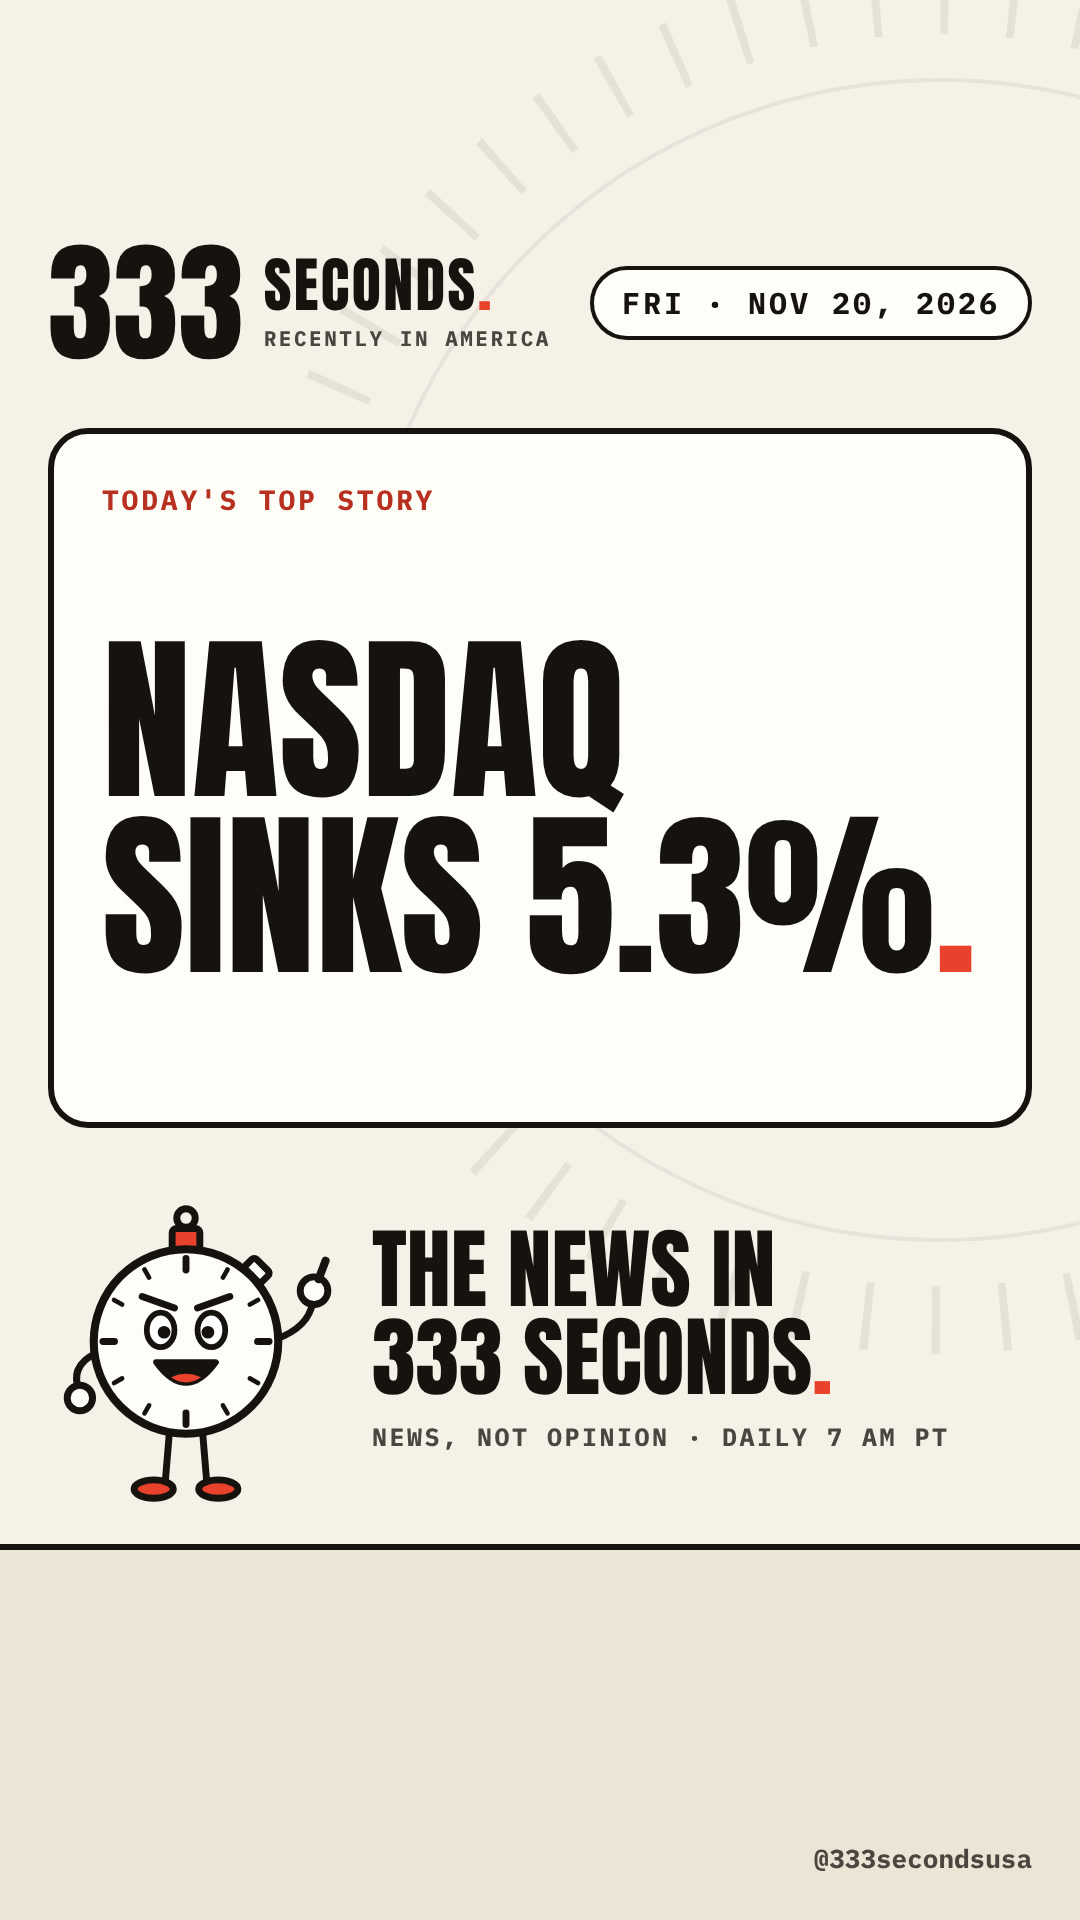 333 SECONDS.
RECENTLY IN AMERICA
FRI · NOV 20, 2026
TODAY'S TOP STORY
NASDAQ
SINKS 5.3%.
THE NEWS IN
333 SECONDS.
NEWS, NOT OPINION · DAILY 7 AM PT
@333secondsusa